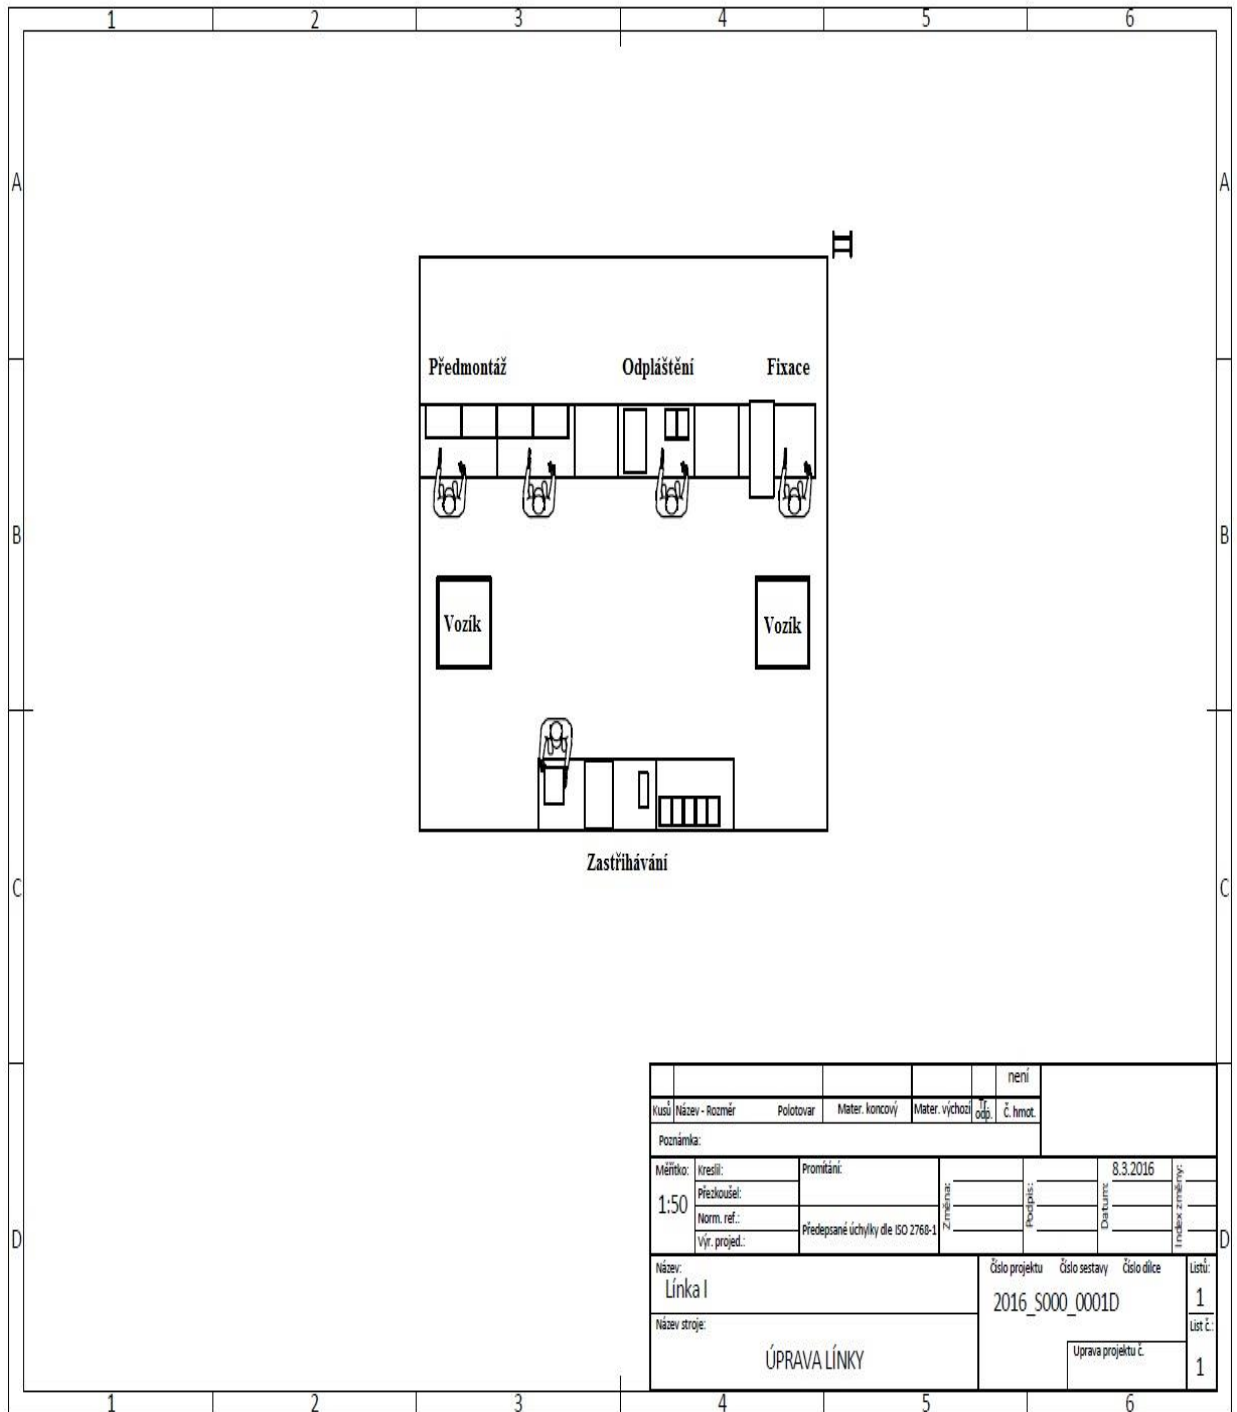 1 2 3 4 5 6
A A
Předmontáž Odpláštění Fixace
B B
Vozík Vozík
Zastřihávání
C C
není
Kusů Název - Rozměr Polotovar Mater. koncový Mater. výchozí Tř. odp. Č. hmot.
Poznámka:
Měřítko: Kreslil: Promítání: 8.3.2016
1:50 Přezkoušel: Změna: Podpis: Datum: Index změny:
Norm. ref.: Předepsané úchylky dle ISO 2768-1
Výr. projed.:
D D
Název: Číslo projektu Číslo sestavy Číslo dílce Listů:
Línka I 2016_S000_0001D 1
Název stroje: List č.:
ÚPRAVA LÍNKY Uprava projektu č. 1
1 2 3 4 5 6